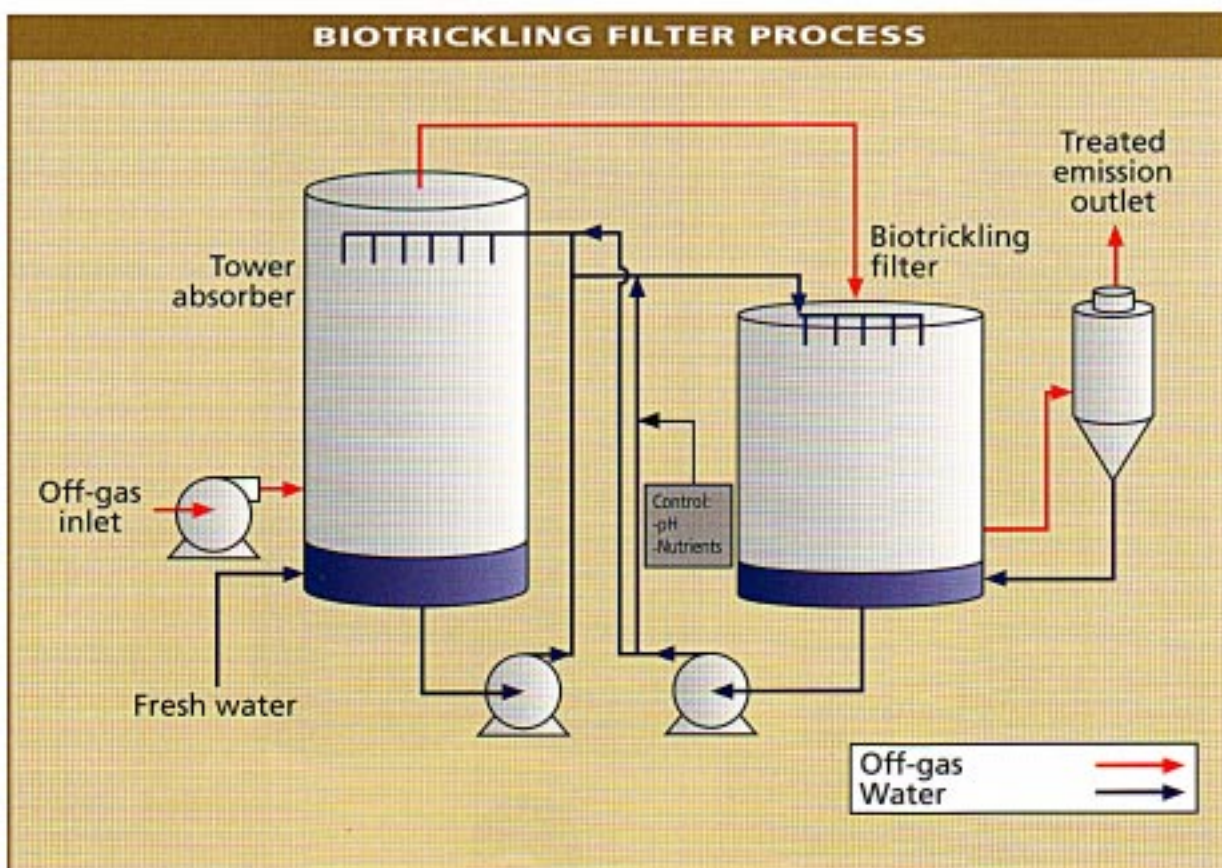 BIOTRICKLING FILTER PROCESS
Treated
emission
outlet
Tower
absorber
Biotrickling
filter
Off-gas
inlet
Control:
-pH
-Nutrients
Fresh water
Off-gas
Water